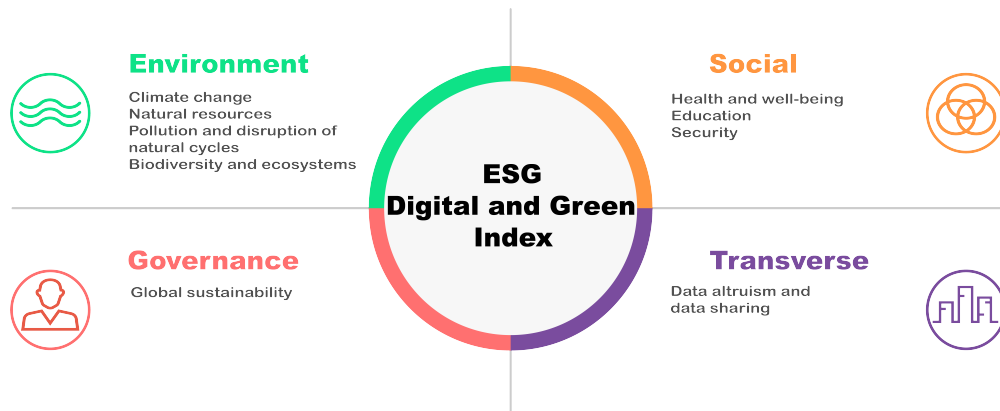 Environment
Climate change
Natural resources
Pollution and disruption of
natural cycles
Biodiversity and ecosystems
Social
Health and well-being
Education
Security
ESG
Digital and Green
Index
Governance
Global sustainability
Transverse
Data altruism and
data sharing